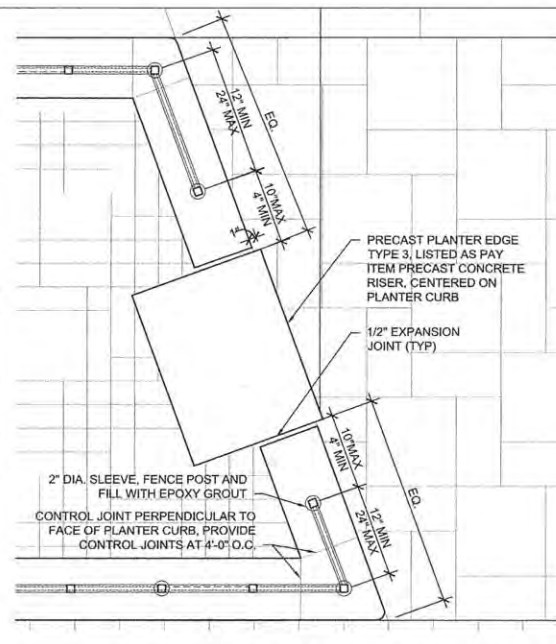 12" MIN
24" MAX
EQ.
10"MAX
4" MIN
1"
PRECAST PLANTER EDGE
TYPE 3, LISTED AS PAY
ITEM PRECAST CONCRETE
RISER, CENTERED ON
PLANTER CURB
1/2" EXPANSION
JOINT (TYP)
10"MAX
4" MIN
EQ.
12" MIN
24" MAX
2" DIA. SLEEVE, FENCE POST AND
FILL WITH EPOXY GROUT
CONTROL JOINT PERPENDICULAR TO
FACE OF PLANTER CURB, PROVIDE
CONTROL JOINTS AT 4'-0" O.C.